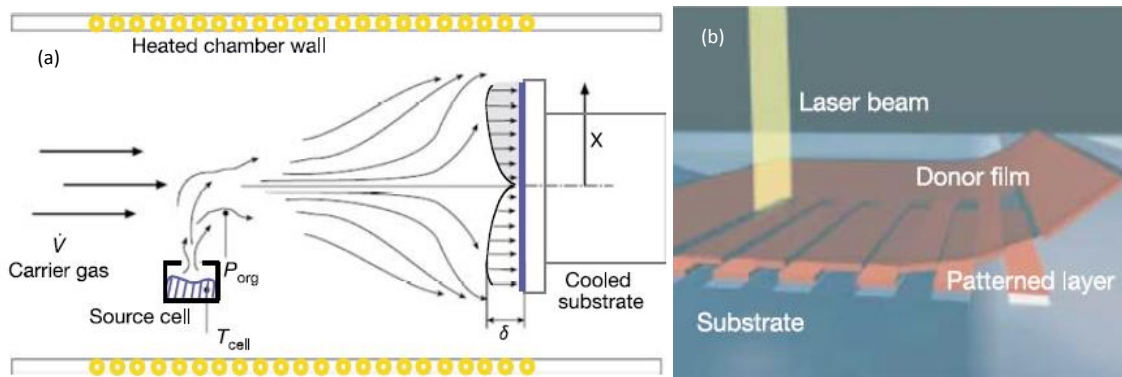 Heated chamber wall
(a)
V̇
Carrier gas
P_org
Source cell
T_cell
X
Cooled
substrate
δ
(b)
Laser beam
Donor film
Patterned layer
Substrate